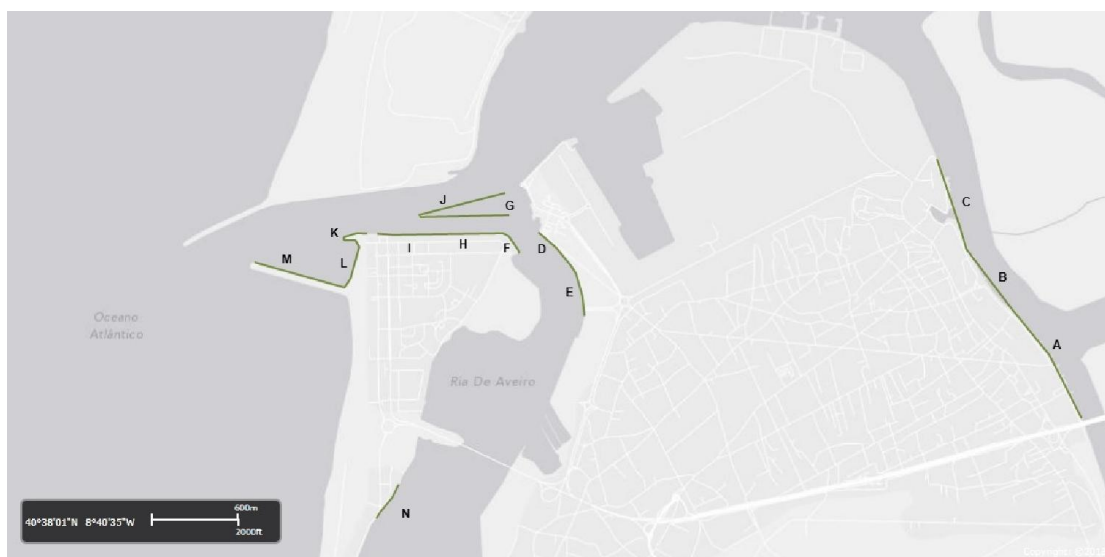 J
G
C
K
I
H
F
D
M
L
B
E
Oceano
Atlântico
A
Ria De Aveiro
600m
40°38'01"N 8°40'35"W
2000ft
N